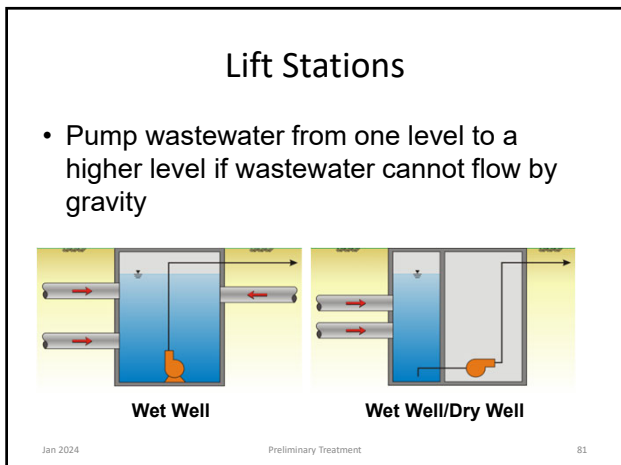 Lift Stations
• Pump wastewater from one level to a
higher level if wastewater cannot flow by
gravity
Wet Well
Wet Well/Dry Well
Jan 2024
Preliminary Treatment
81